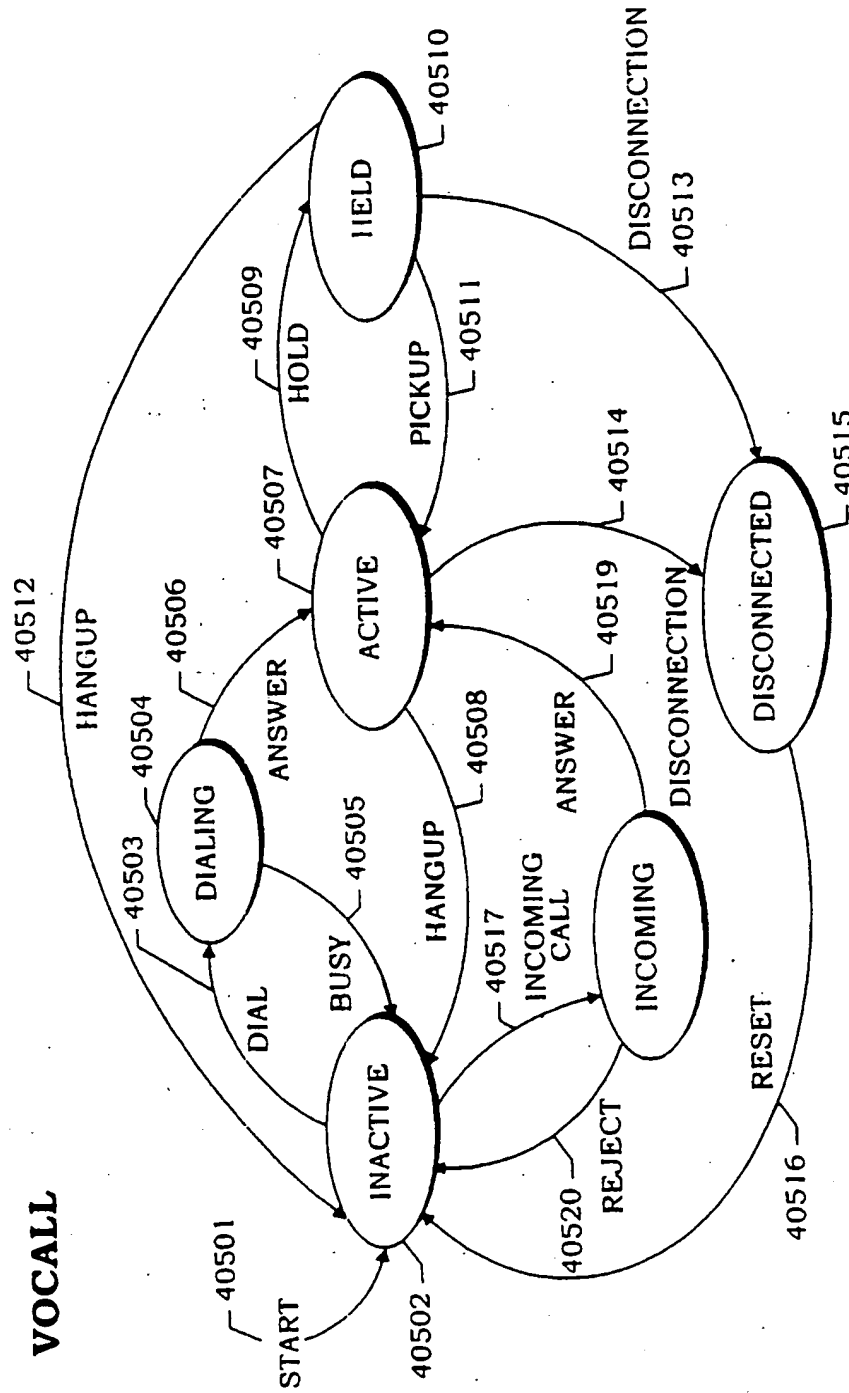 VOCALL
START
40501
40502
INACTIVE
DIAL
40503
DIALING
40504
BUSY
40505
ANSWER
40506
ACTIVE
40507
HANGUP
40508
HOLD
40509
HELD
40510
PICKUP
40511
HANGUP
40512
DISCONNECTION
40513
DISCONNECTION
40514
DISCONNECTED
40515
RESET
40516
INCOMING
CALL
40517
INCOMING
ANSWER
40519
REJECT
40520